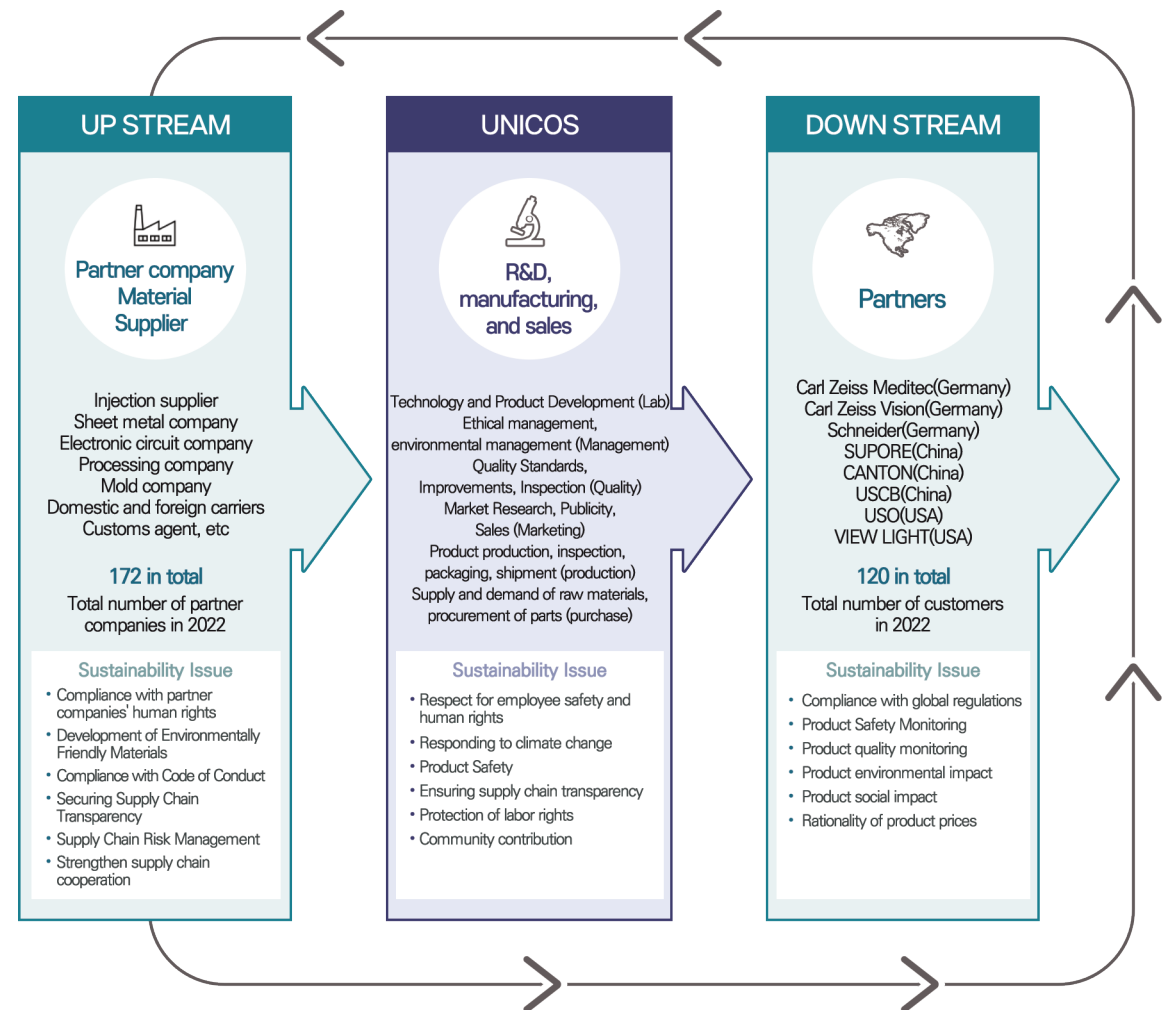 UP STREAM
Partner company
Material
Supplier
Injection supplier
Sheet metal company
Electronic circuit company
Processing company
Mold company
Domestic and foreign carriers
Customs agent, etc
172 in total
Total number of partner
companies in 2022
Sustainability Issue
• Compliance with partner
companies' human rights
• Development of Environmentally
Friendly Materials
• Compliance with Code of Conduct
• Securing Supply Chain
Transparency
• Supply Chain Risk Management
• Strengthen supply chain
cooperation
UNICOS
R&D,
manufacturing,
and sales
Technology and Product Development (Lab)
Ethical management,
environmental management (Management)
Quality Standards,
Improvements, Inspection (Quality)
Market Research, Publicity,
Sales (Marketing)
Product production, inspection,
packaging, shipment (production)
Supply and demand of raw materials,
procurement of parts (purchase)
Sustainability Issue
• Respect for employee safety and
human rights
• Responding to climate change
• Product Safety
• Ensuring supply chain transparency
• Protection of labor rights
• Community contribution
DOWN STREAM
Partners
Carl Zeiss Meditec(Germany)
Carl Zeiss Vision(Germany)
Schneider(Germany)
SUPORE(China)
CANTON(China)
USCB(China)
USO(USA)
VIEW LIGHT(USA)
120 in total
Total number of customers
in 2022
Sustainability Issue
• Compliance with global regulations
• Product Safety Monitoring
• Product quality monitoring
• Product environmental impact
• Product social impact
• Rationality of product prices